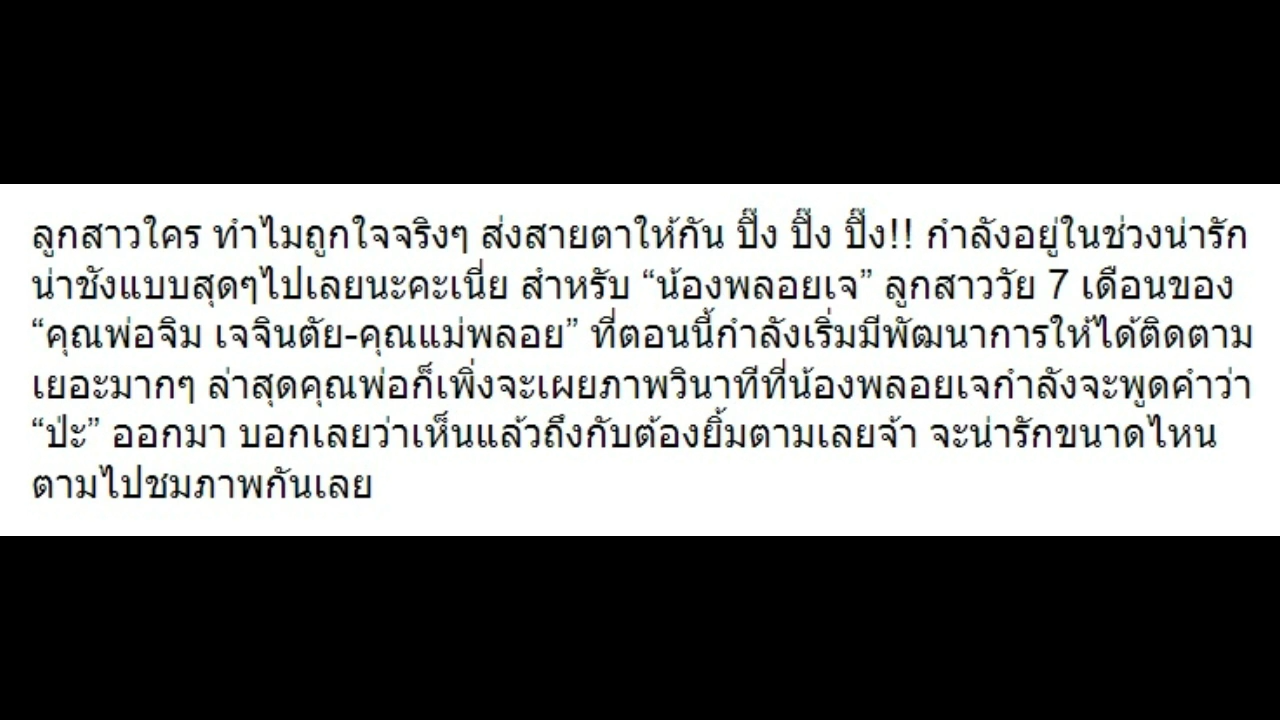 ลูกสาวใคร ทำไมถูกใจจริงๆ ส่งสายตาให้กัน ปิ๊ง ปิ๊ง ปิ๊ง!! กำลังอยู่ในช่วงน่ารัก
น่าชังแบบสุดๆไปเลยนะคะเนี่ย สำหรับ “น้องพลอยเจ” ลูกสาววัย 7 เดือนของ
“คุณพ่อจิม เจจินตัย-คุณแม่พลอย” ที่ตอนนี้กำลังเริ่มมีพัฒนาการให้ได้ติดตาม
เยอะมากๆ ล่าสุดคุณพ่อก็เพิ่งจะเผยภาพวินาทีที่น้องพลอยเจกำลังจะพูดคำว่า
“ป่ะ” ออกมา บอกเลยว่าเห็นแล้วถึงกับต้องยิ้มตามเลยจ้า จะน่ารักขนาดไหน
ตามไปชมภาพกันเลย